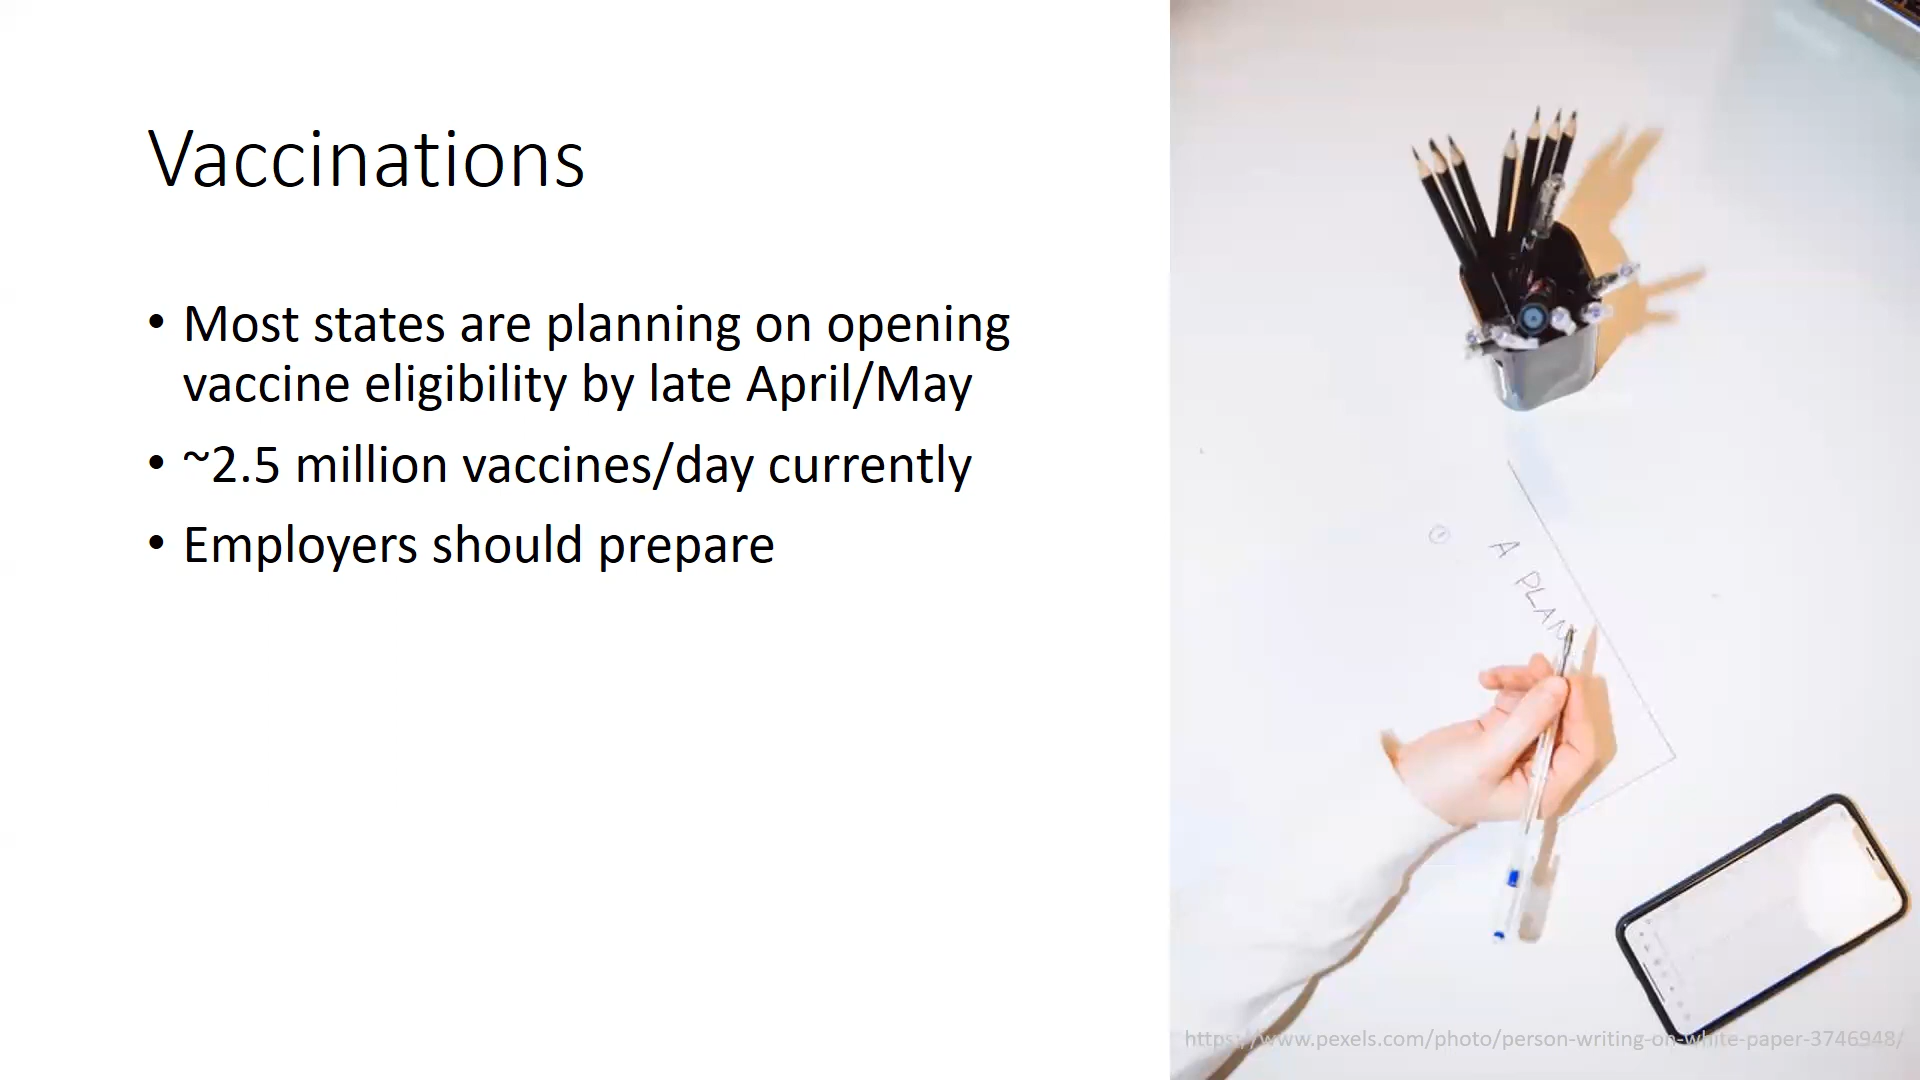 Vaccinations
• Most states are planning on opening
vaccine eligibility by late April/May
• ~2.5 million vaccines/day currently
• Employers should prepare
A PLAN
https://www.pexels.com/photo/person-writing-on-white-paper-3746948/